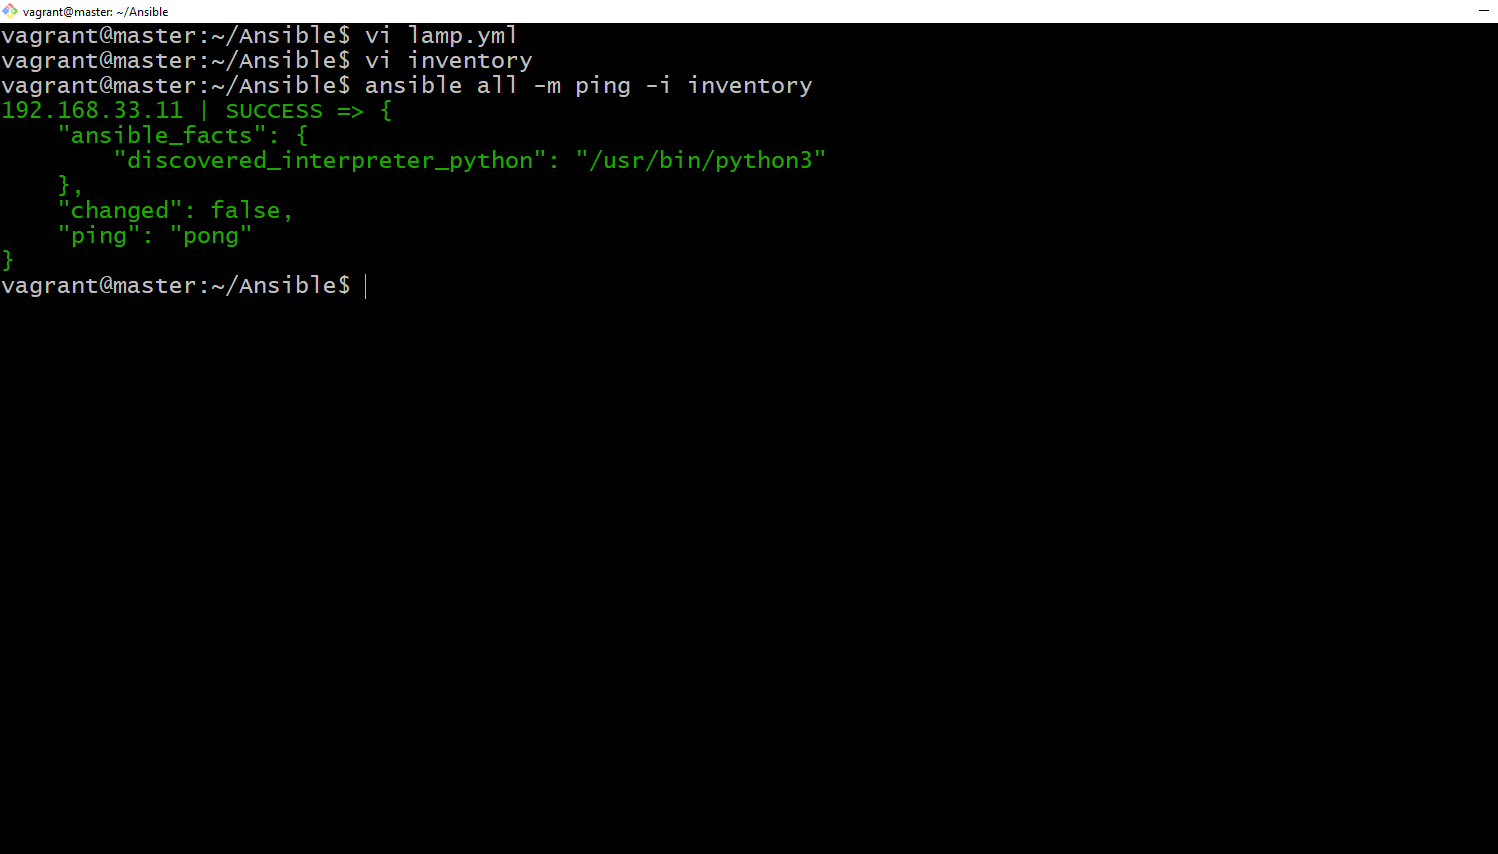 vagrant@master: ~/Ansible
vagrant@master:~/Ansible$ vi lamp.yml
vagrant@master:~/Ansible$ vi inventory
vagrant@master:~/Ansible$ ansible all -m ping -i inventory
192.168.33.11 | SUCCESS => {
    "ansible_facts": {
        "discovered_interpreter_python": "/usr/bin/python3"
    },
    "changed": false,
    "ping": "pong"
}
vagrant@master:~/Ansible$